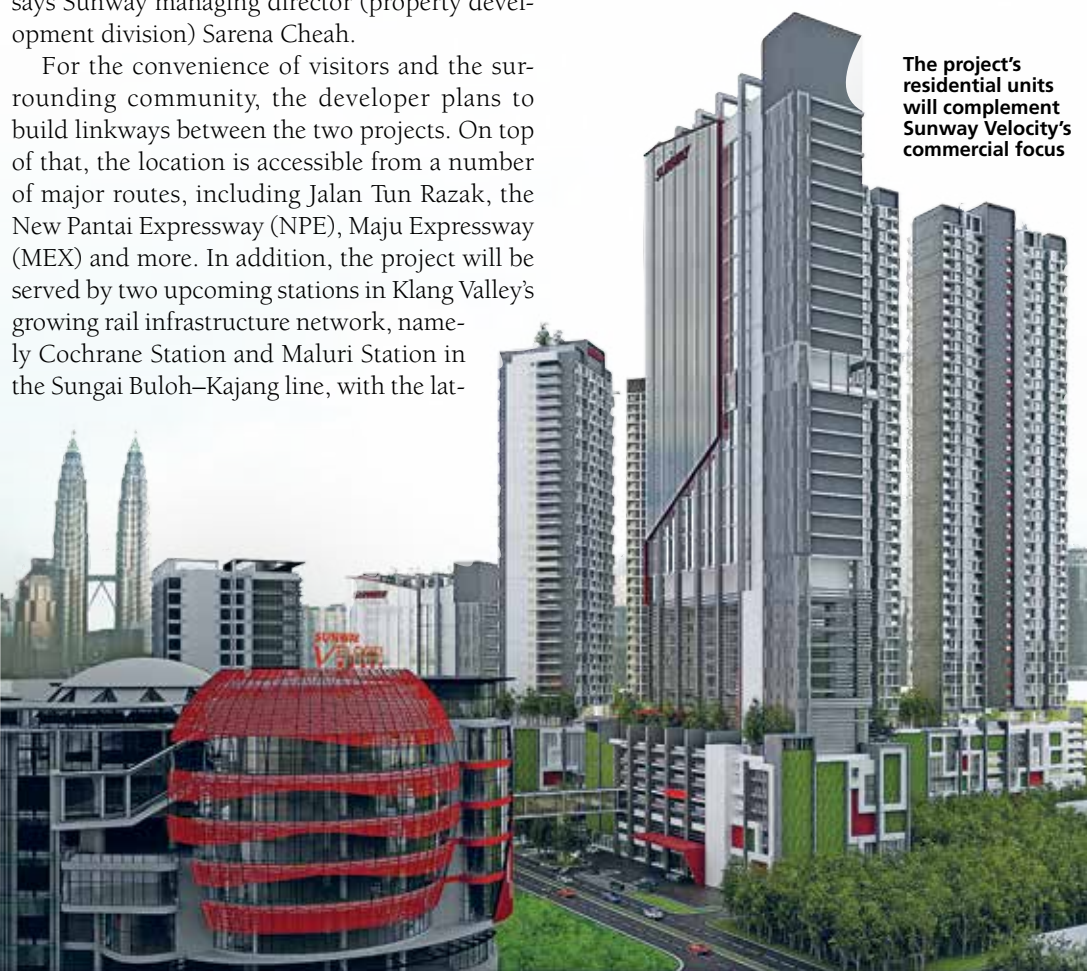 says Sunway managing director (property devel-
opment division) Sarena Cheah.
For the convenience of visitors and the sur-
rounding community, the developer plans to
build linkways between the two projects. On top
of that, the location is accessible from a number
of major routes, including Jalan Tun Razak, the
New Pantai Expressway (NPE), Maju Expressway
(MEX) and more. In addition, the project will be
served by two upcoming stations in Klang Valley’s
growing rail infrastructure network, name-
ly Cochrane Station and Maluri Station in
the Sungai Buloh–Kajang line, with the lat-
The project’s
residential units
will complement
Sunway Velocity’s
commercial focus
SUNWAY
SUNWAY